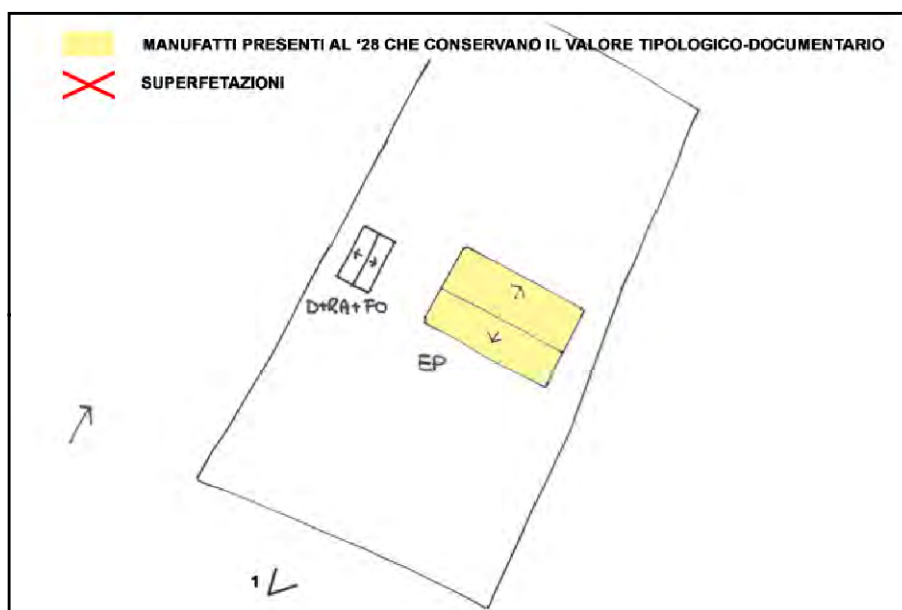 MANUFATTI PRESENTI AL '28 CHE CONSERVANO IL VALORE TIPOLOGICO-DOCUMENTARIO
SUPERFETAZIONI
D+RA+FO
EP
1